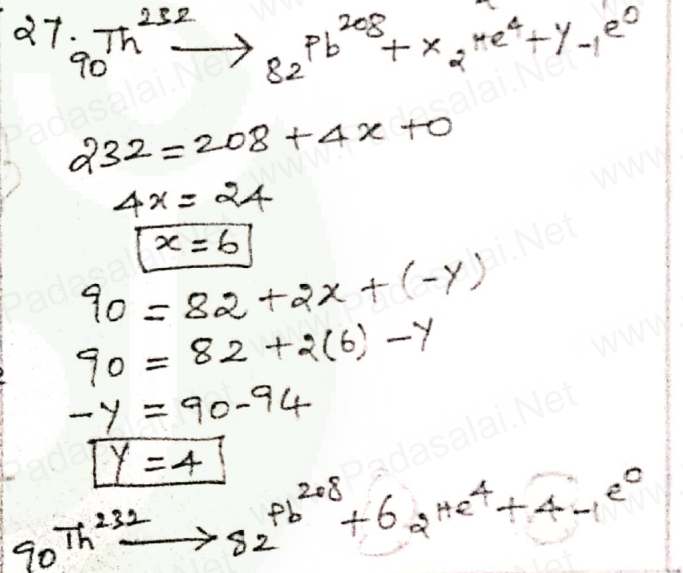 27. ₉₀Th²³² ⟶ ₈₂Pb²⁰⁸ + x ₂He⁴ + y ₋₁e⁰
232 = 208 + 4x + 0
4x = 24
x = 6
90 = 82 + 2x + (-y)
90 = 82 + 2(6) - y
-y = 90 - 94
y = 4
₉₀Th²³² ⟶ ₈₂Pb²⁰⁸ + 6 ₂He⁴ + 4 ₋₁e⁰